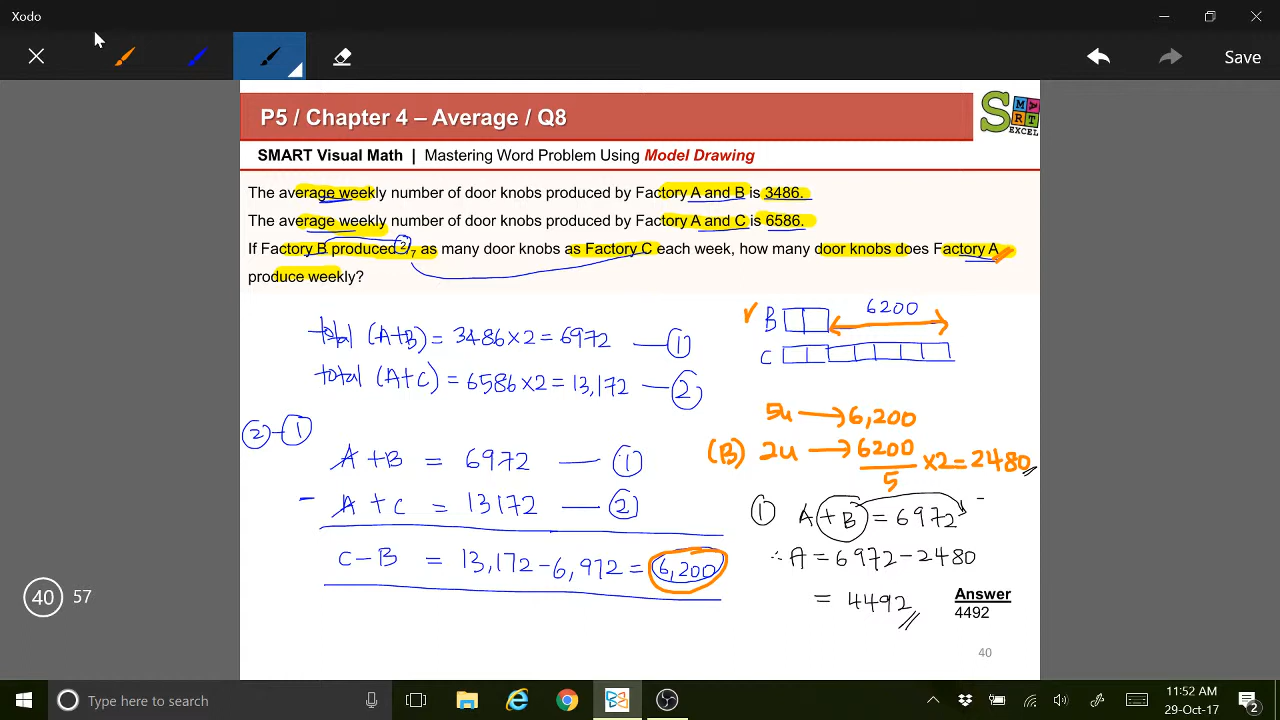 Xodo
Save
P5 / Chapter 4 – Average / Q8
SMART EXCEL
SMART Visual Math | Mastering Word Problem Using Model Drawing
The average weekly number of door knobs produced by Factory A and B is 3486.
The average weekly number of door knobs produced by Factory A and C is 6586.
If Factory B produced 2/7 as many door knobs as Factory C each week, how many door knobs does Factory A
produce weekly?
total (A+B) = 3486×2 = 6972 — ①
total (A+C) = 6586×2 = 13,172 — ②
②-①
A+B = 6972 — ①
- A+C = 13172 — ②
C-B = 13,172-6,972 = 6,200
B 6200
C
5u → 6,200
(B) 2u → 6200/5 ×2 = 2480
① A+B = 6972 -
∴ A = 6972-2480
= 4492
Answer
4492
40
40 57
Type here to search
11:52 AM
29-Oct-17
2